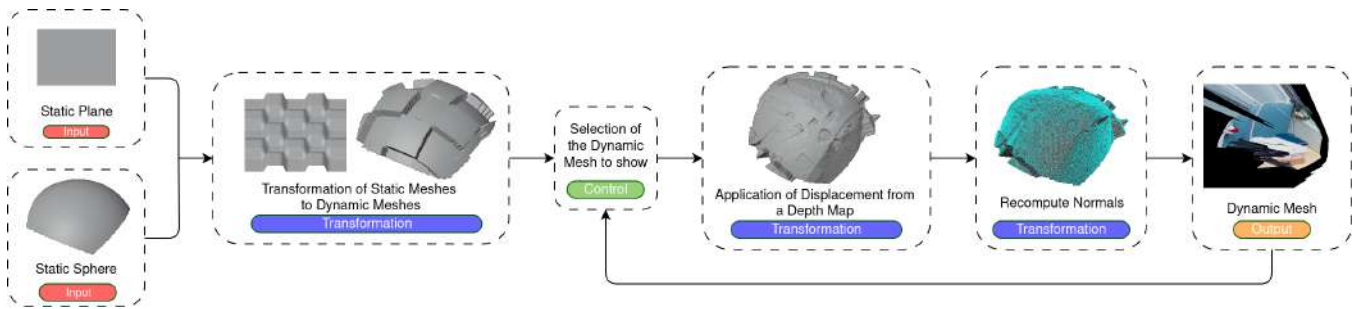 Static Plane
Input
Static Sphere
Input
Transformation of Static Meshes
to Dynamic Meshes
Transformation
Selection of
the Dynamic
Mesh to show
Control
Application of Displacement from
a Depth Map
Transformation
Recompute Normals
Transformation
Dynamic Mesh
Output